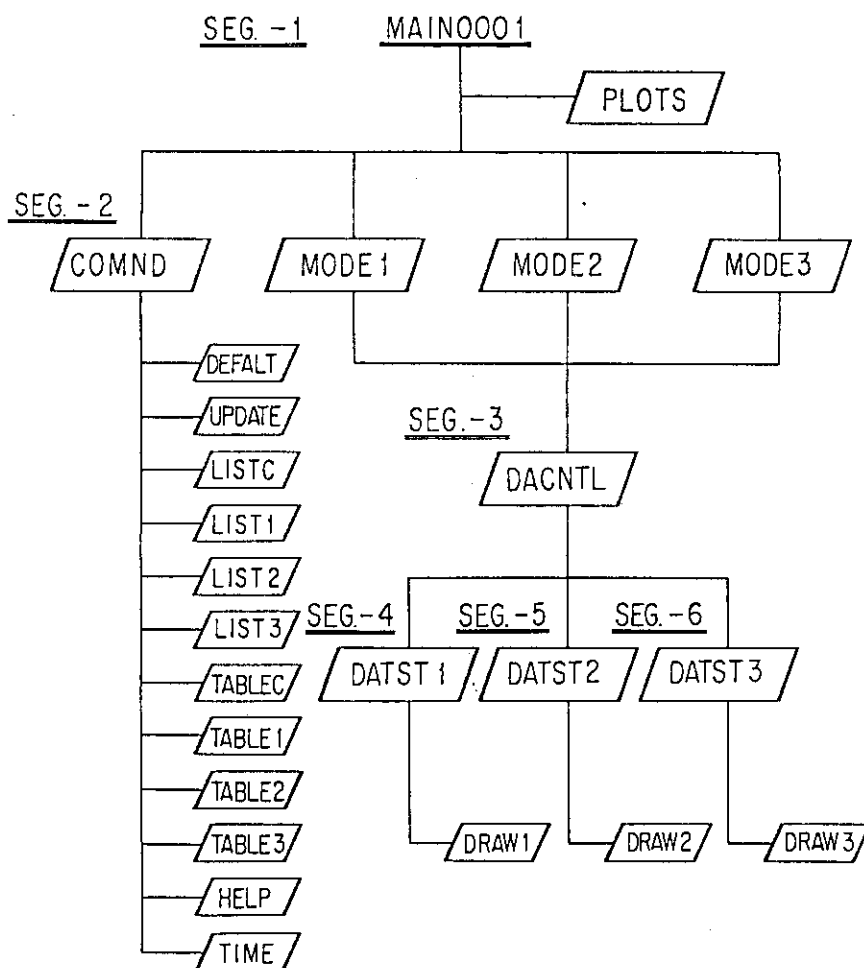 SEG.-1 MAIN0001
PLOTS
SEG.-2
COMND MODE1 MODE2 MODE3
DEFALT
UPDATE
LISTC
LIST1
LIST2
LIST3
TABLEC
TABLE1
TABLE2
TABLE3
HELP
TIME
SEG.-3
DACNTL
SEG.-4 SEG.-5 SEG.-6
DATST1 DATST2 DATST3
DRAW1 DRAW2 DRAW3